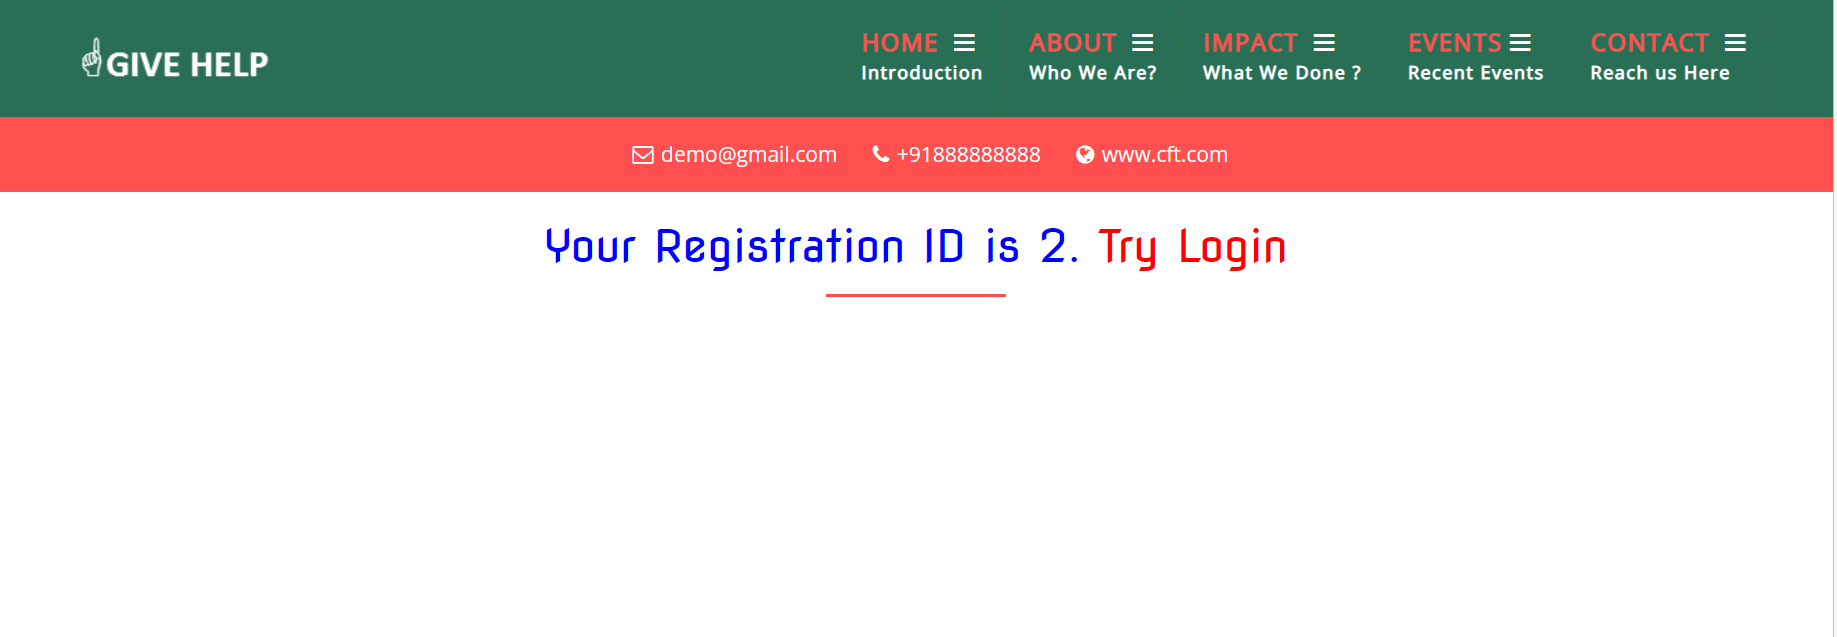 GIVE HELP
HOME
Introduction
ABOUT
Who We Are?
IMPACT
What We Done ?
EVENTS
Recent Events
CONTACT
Reach us Here
demo@gmail.com +91888888888 www.cft.com
Your Registration ID is 2. Try Login